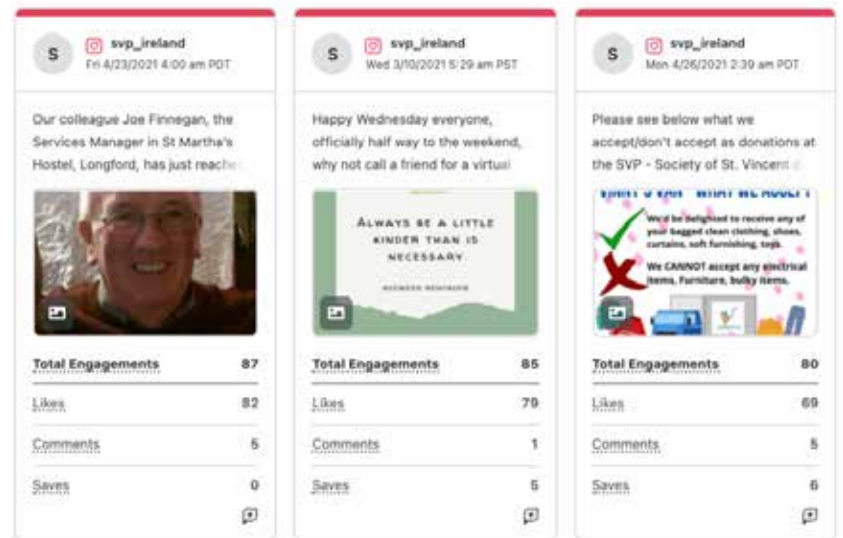 S
svp_ireland
Fri 4/23/2021 4:00 am PDT
Our colleague Joe Finnegan, the
Services Manager in St Martha's
Hostel, Longford, has just reache
Total Engagements 87
Likes 82
Comments 5
Saves 0
S
svp_ireland
Wed 3/10/2021 5:29 am PST
Happy Wednesday everyone,
officially half way to the weekend,
why not call a friend for a virtual
ALWAYS BE A LITTLE
KINDER THAN IS
NECESSARY
Total Engagements 85
Likes 79
Comments 1
Saves 5
S
svp_ireland
Mon 4/26/2021 2:39 am PDT
Please see below what we
accept/don't accept as donations at
the SVP - Society of St. Vincent
WHAT WE ACCEPT
We'd be delighted to receive any of
your bagged clean clothing, shoes,
curtains, soft furnishing, toys.
We CANNOT accept any electrical
items, Furniture, bulky items.
Total Engagements 80
Likes 69
Comments 5
Saves 6